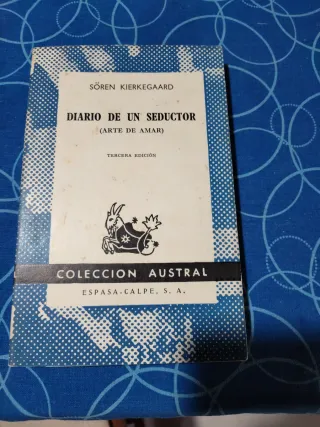 SÖREN KIERKEGAARD
DIARIO DE UN SEDUCTOR
(ARTE DE AMAR)
TERCERA EDICIÓN
COLECCION AUSTRAL
ESPASA-CALPE, S. A.